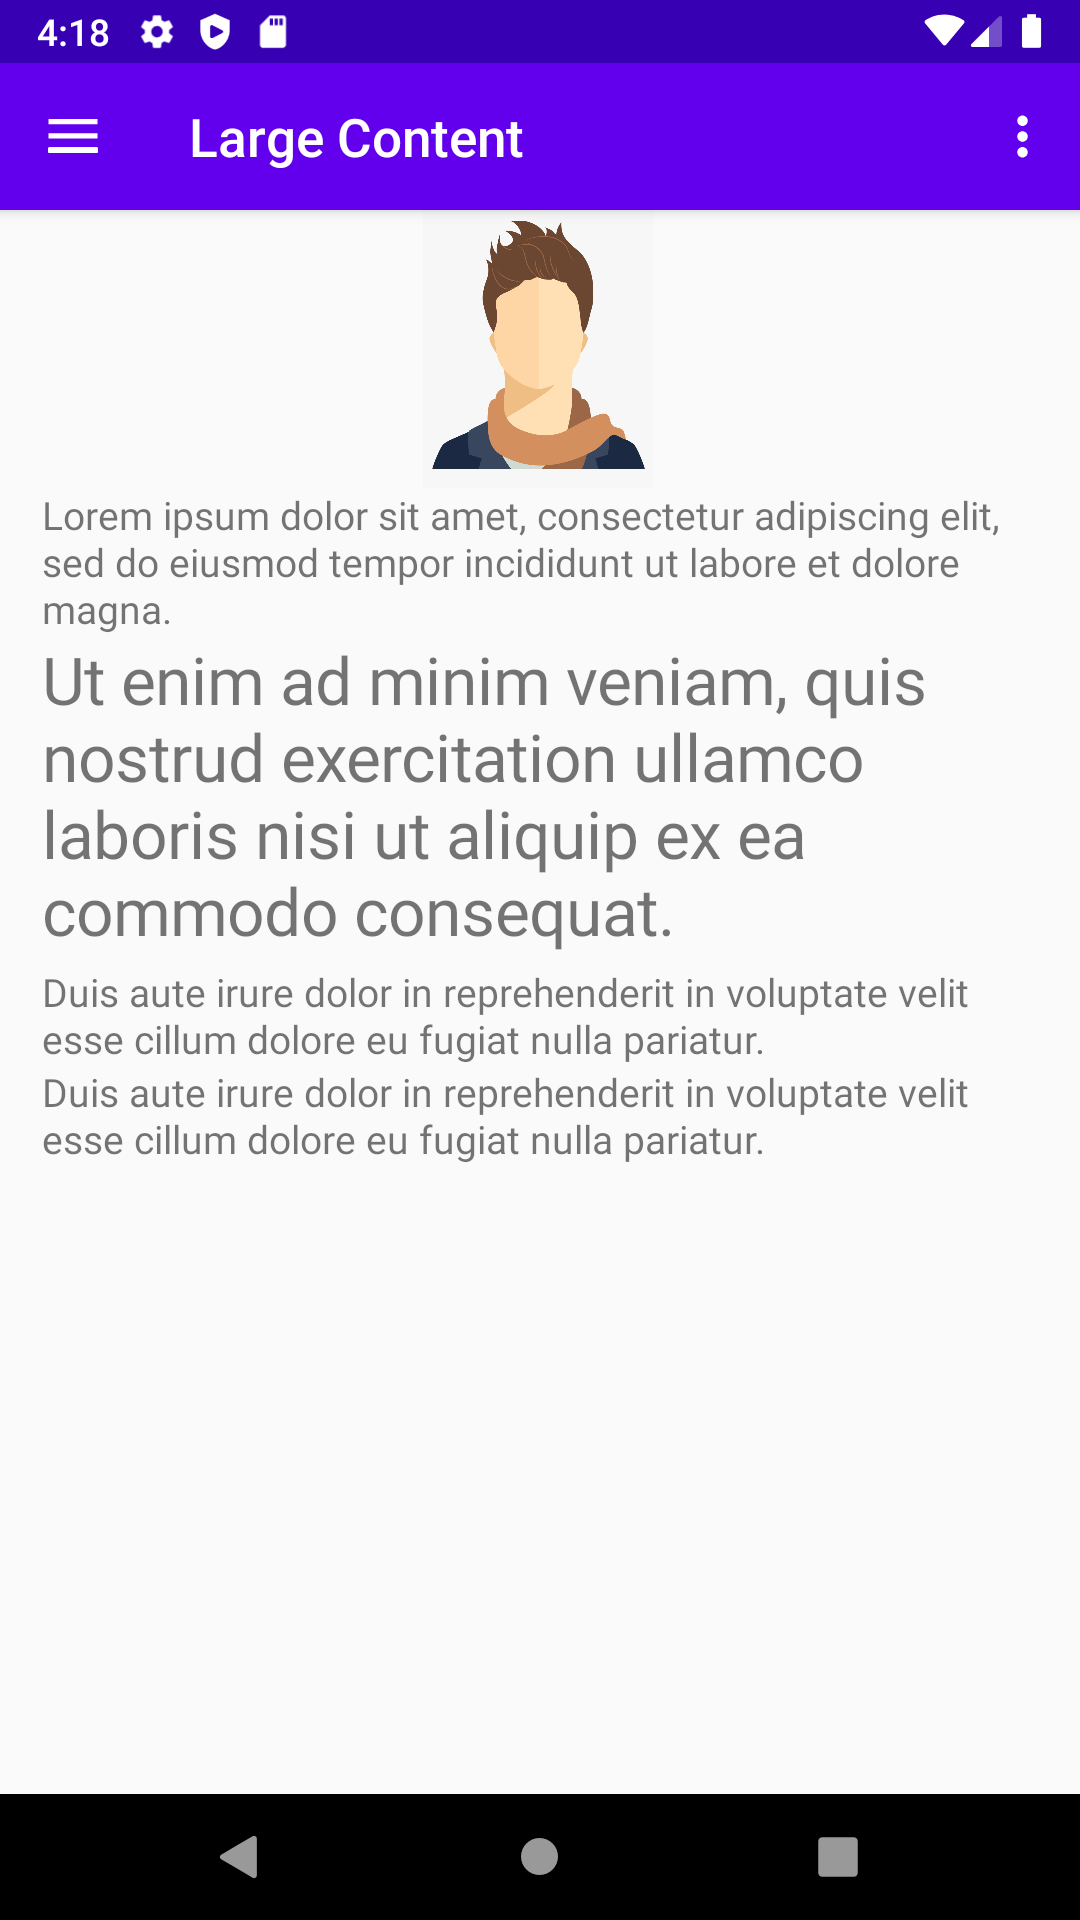 4:18
Large Content
Lorem ipsum dolor sit amet, consectetur adipiscing elit,
sed do eiusmod tempor incididunt ut labore et dolore
magna.
Ut enim ad minim veniam, quis
nostrud exercitation ullamco
laboris nisi ut aliquip ex ea
commodo consequat.
Duis aute irure dolor in reprehenderit in voluptate velit
esse cillum dolore eu fugiat nulla pariatur.
Duis aute irure dolor in reprehenderit in voluptate velit
esse cillum dolore eu fugiat nulla pariatur.